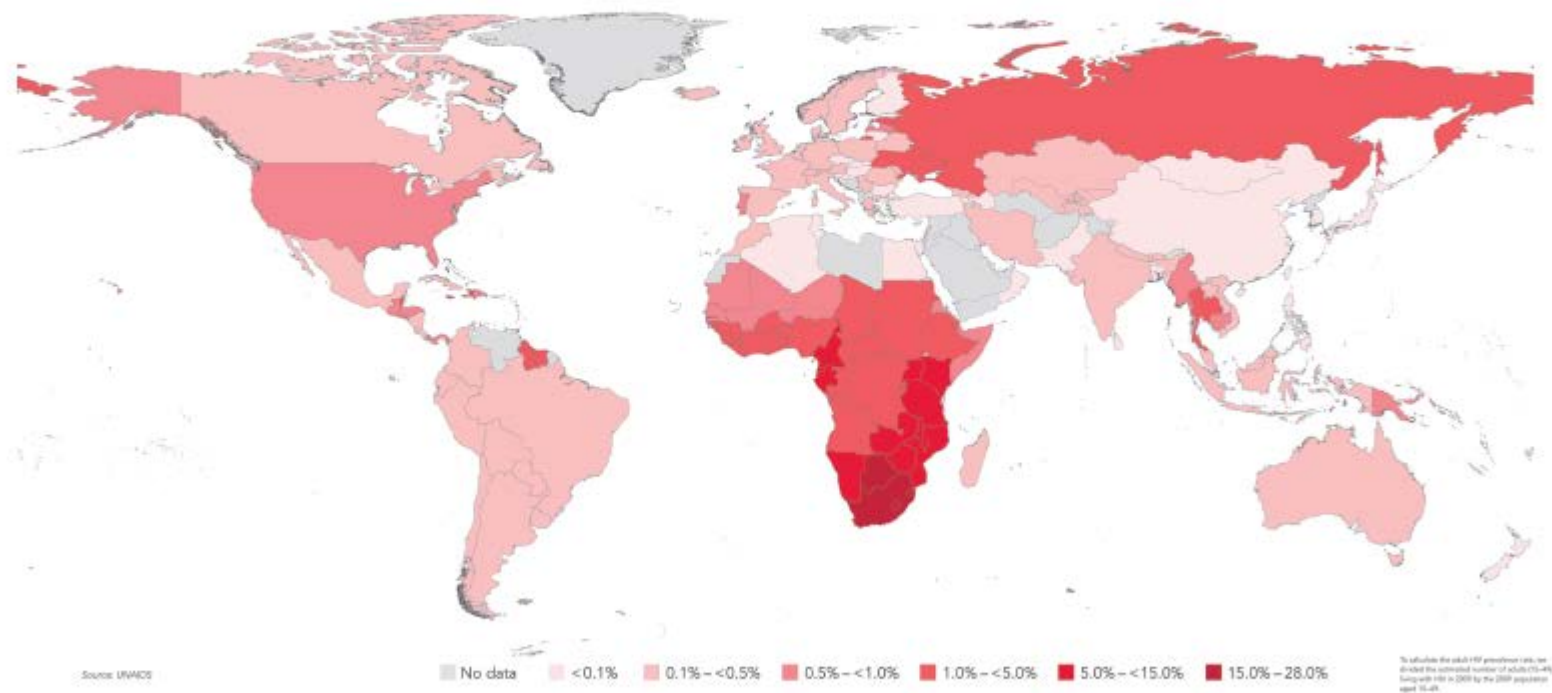 Source: UNAIDS
No data
<0.1%
0.1%–<0.5%
0.5%–<1.0%
1.0%–<5.0%
5.0%–<15.0%
15.0%–28.0%
To calculate the adult HIV prevalence rate, we
divided the estimated number of adults (15–49)
living with HIV in 2009 by the 2009 population
aged 15–49.